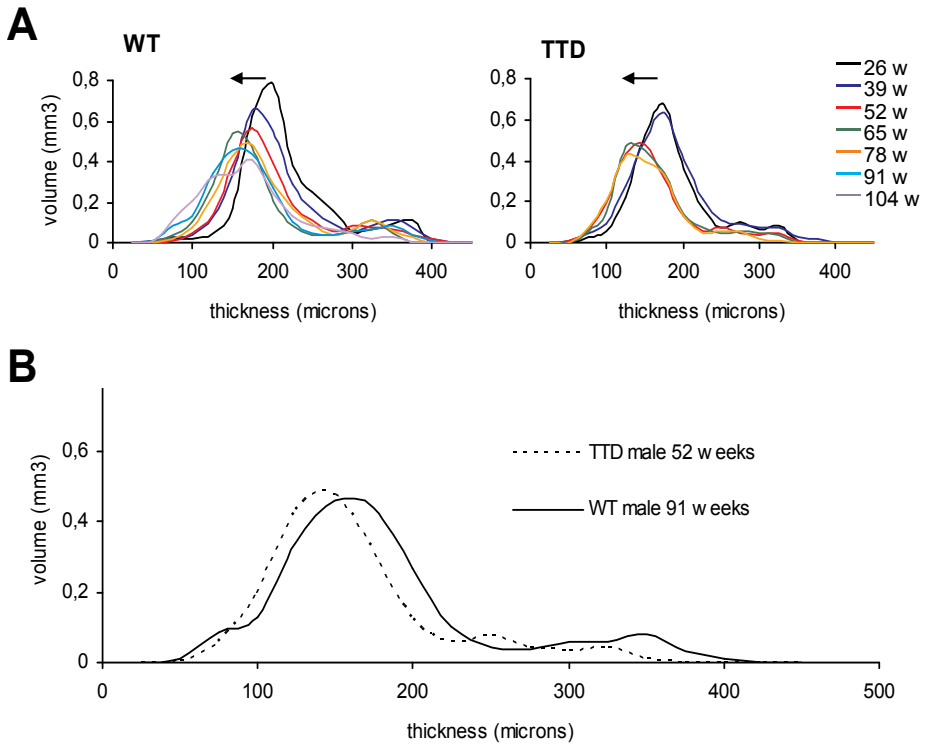 A
WT
TTD
volume (mm3)
0,8
0,6
0,4
0,2
0
0 100 200 300 400
thickness (microns)
0,8
0,6
0,4
0,2
0
0 100 200 300 400
thickness (microns)
26 w
39 w
52 w
65 w
78 w
91 w
104 w
B
volume (mm3)
0,6
0,4
0,2
0
0 100 200 300 400 500
thickness (microns)
TTD male 52 weeks
WT male 91 weeks